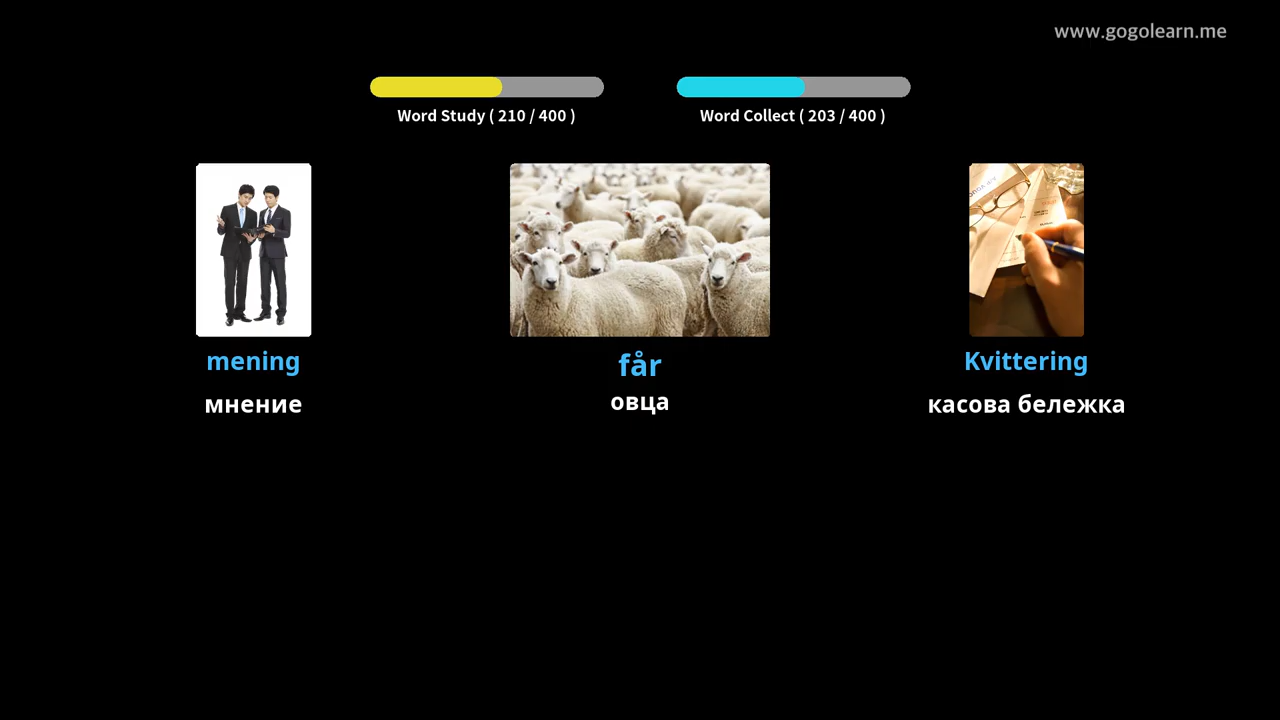 www.gogolearn.me
Word Study ( 210 / 400 )
Word Collect ( 203 / 400 )
mening
мнение
får
овца
Kvittering
касова бележка